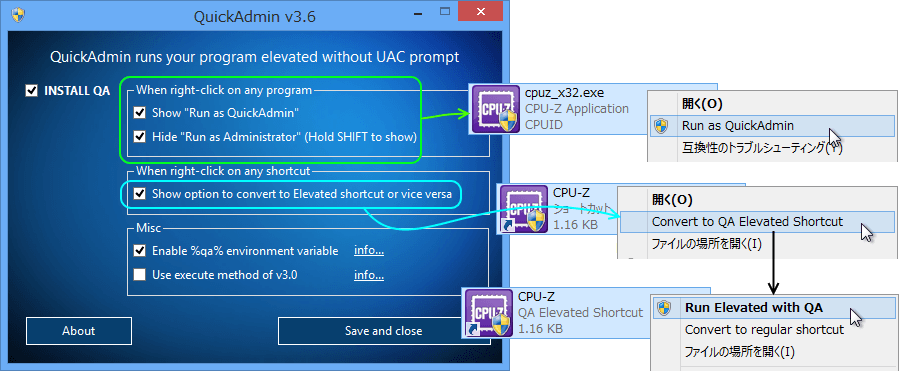 QuickAdmin v3.6
QuickAdmin runs your program elevated without UAC prompt
INSTALL QA
When right-click on any program
Show "Run as QuickAdmin"
Hide "Run as Administrator" (Hold SHIFT to show)
When right-click on any shortcut
Show option to convert to Elevated shortcut or vice versa
Misc
Enable %qa% environment variable info...
Use execute method of v3.0 info...
About
Save and close
CPU-Z
cpuz_x32.exe
CPU-Z Application
CPUID
開く(O)
Run as QuickAdmin
互換性のトラブルシューティング(Y)
CPU-Z
CPU-Z
ショートカット
1.16 KB
開く(O)
Convert to QA Elevated Shortcut
ファイルの場所を開く(I)
CPU-Z
CPU-Z
QA Elevated Shortcut
1.16 KB
Run Elevated with QA
Convert to regular shortcut
ファイルの場所を開く(I)